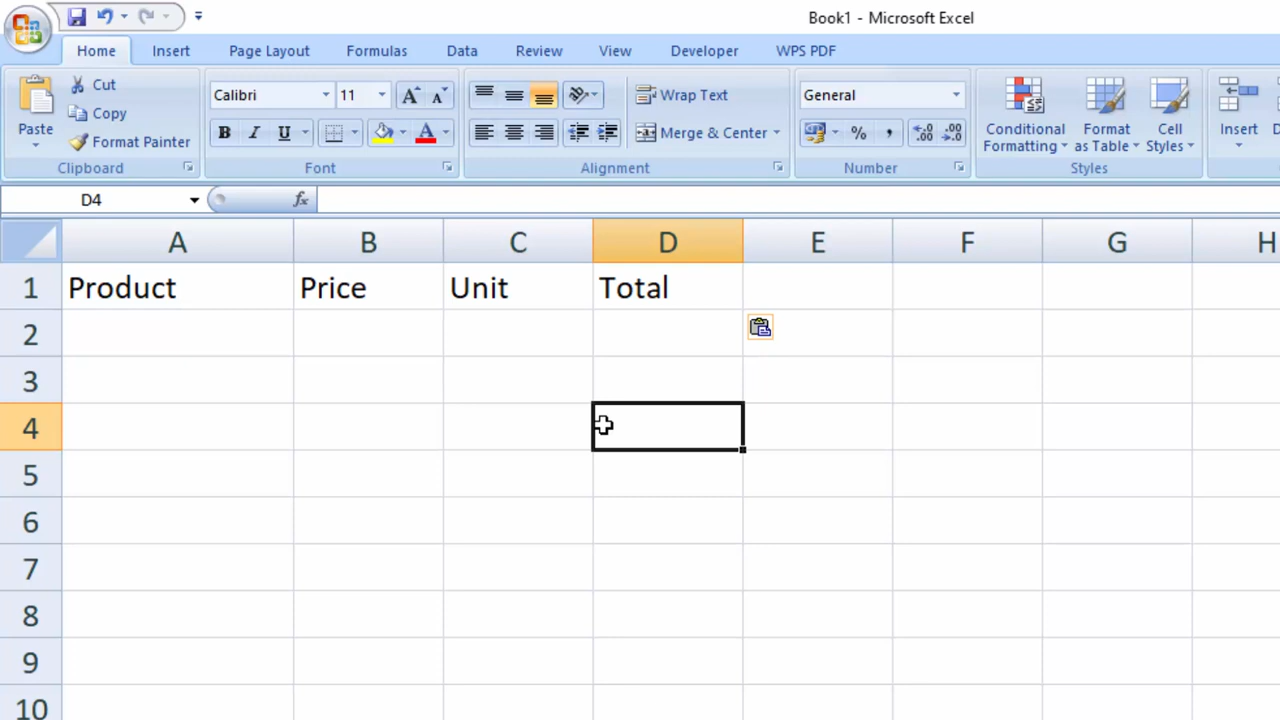 Book1 - Microsoft Excel
Home Insert Page Layout Formulas Data Review View Developer WPS PDF
Paste
Cut
Copy
Format Painter
Clipboard
Calibri 11
B I U A
Font
Wrap Text
Merge & Center
Alignment
General
% ,
Number
Conditional Formatting
Format as Table
Cell Styles
Styles
Insert
D4 fx
A B C D E F G H
1 Product Price Unit Total
2
3
4
5
6
7
8
9
10